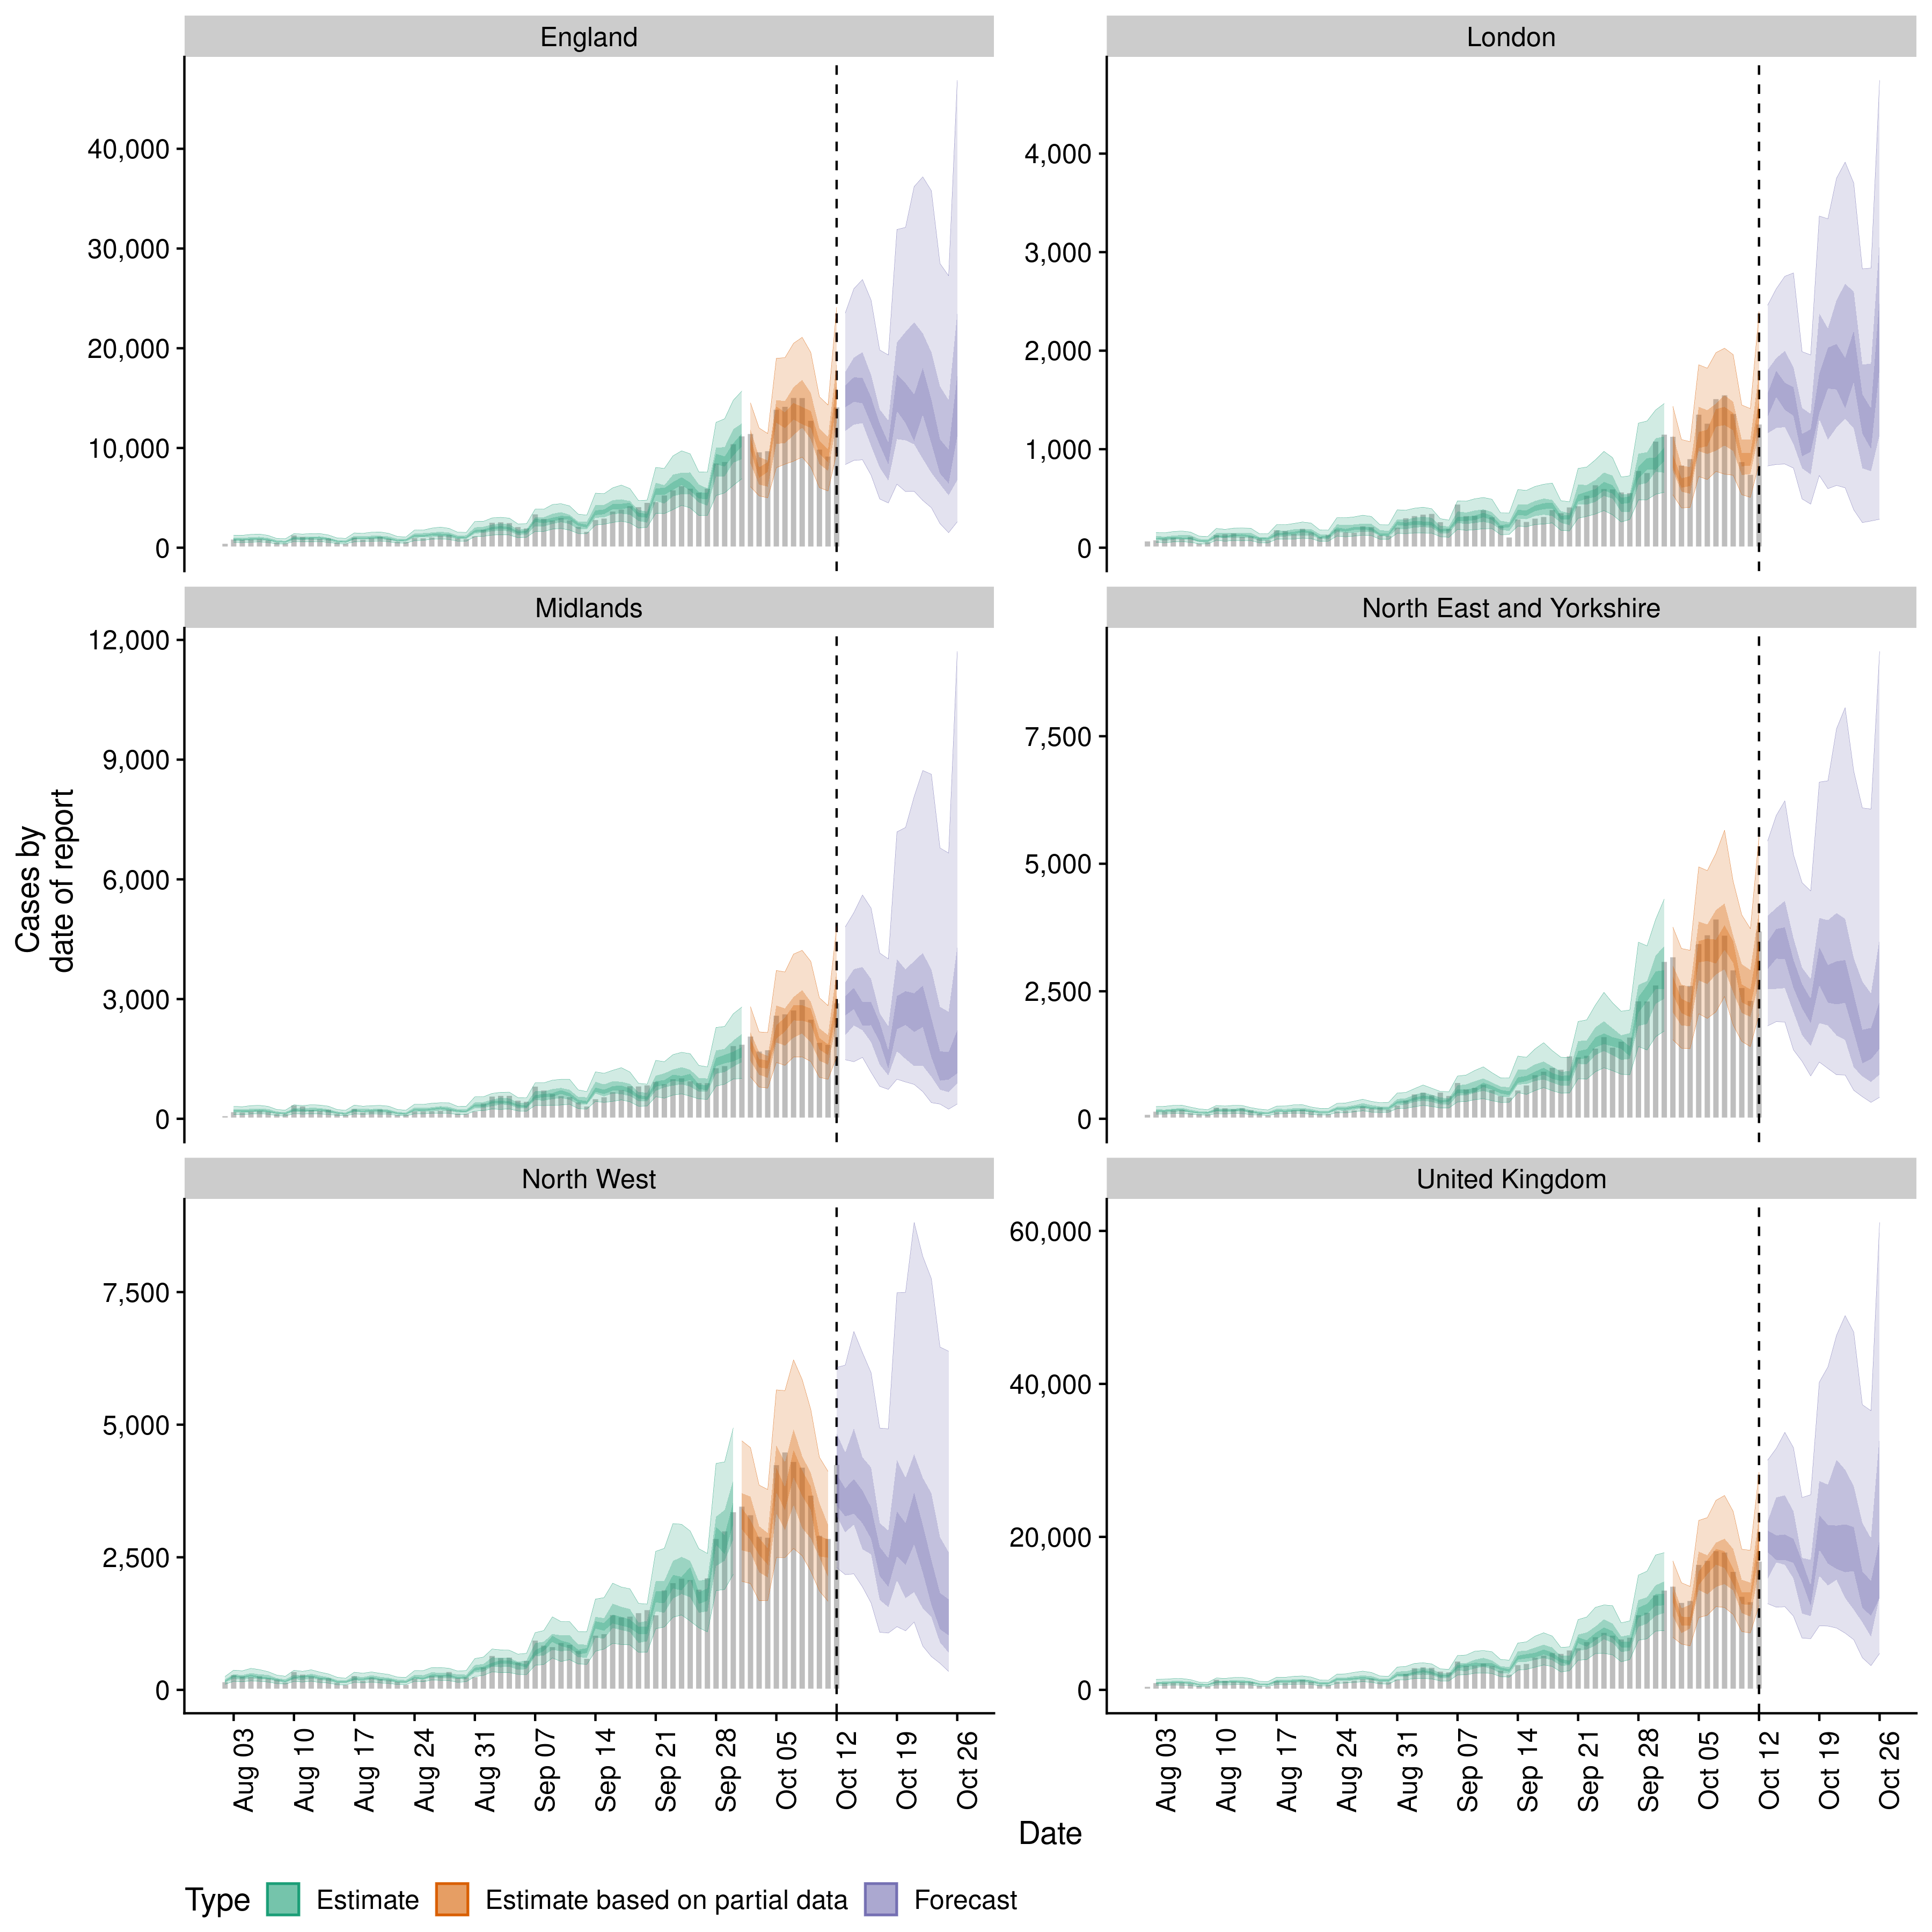 England
London
40,000
30,000
20,000
10,000
0
4,000
3,000
2,000
1,000
0
Midlands
North East and Yorkshire
12,000
9,000
6,000
3,000
0
7,500
5,000
2,500
0
Cases by
date of report
North West
United Kingdom
7,500
5,000
2,500
0
60,000
40,000
20,000
0
Aug 03 Aug 10 Aug 17 Aug 24 Aug 31 Sep 07 Sep 14 Sep 21 Sep 28 Oct 05 Oct 12 Oct 19 Oct 26
Aug 03 Aug 10 Aug 17 Aug 24 Aug 31 Sep 07 Sep 14 Sep 21 Sep 28 Oct 05 Oct 12 Oct 19 Oct 26
Date
Type Estimate Estimate based on partial data Forecast